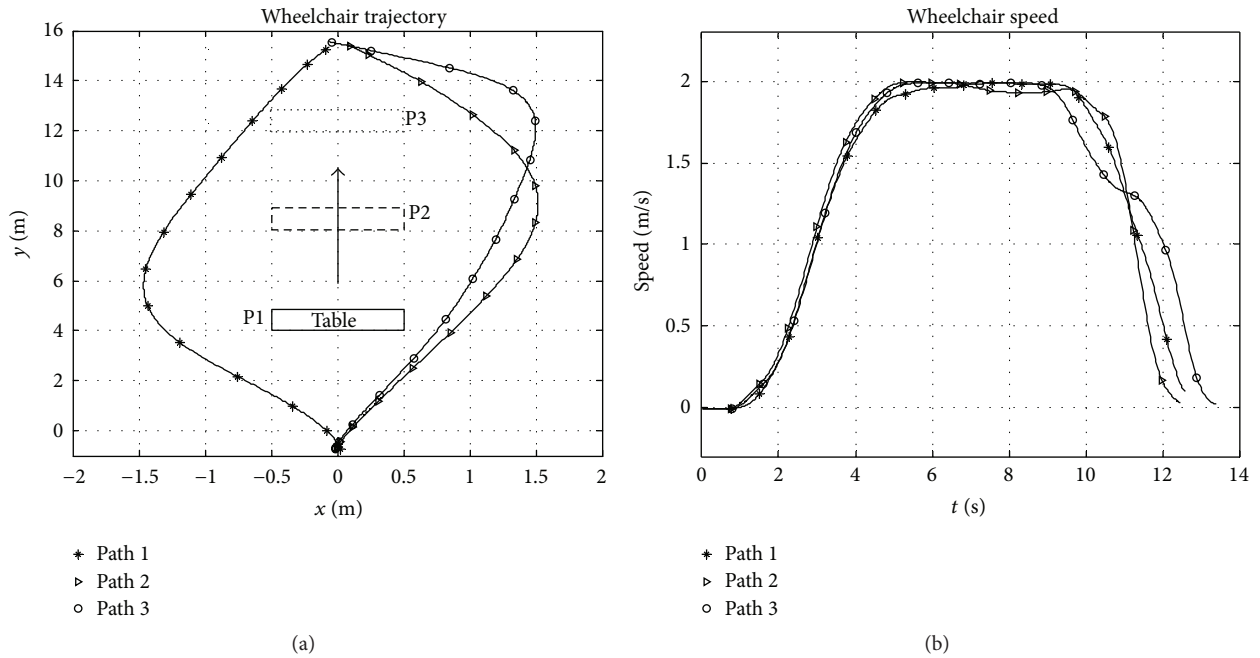 Wheelchair trajectory
16
14
12
10
8
6
4
2
0
y (m)
P3
P2
P1
Table
−2
−1.5
−1
−0.5
0
0.5
1
1.5
2
x (m)
Path 1
Path 2
Path 3
(a)
Wheelchair speed
2
1.5
1
0.5
0
Speed (m/s)
0
2
4
6
8
10
12
14
t (s)
Path 1
Path 2
Path 3
(b)